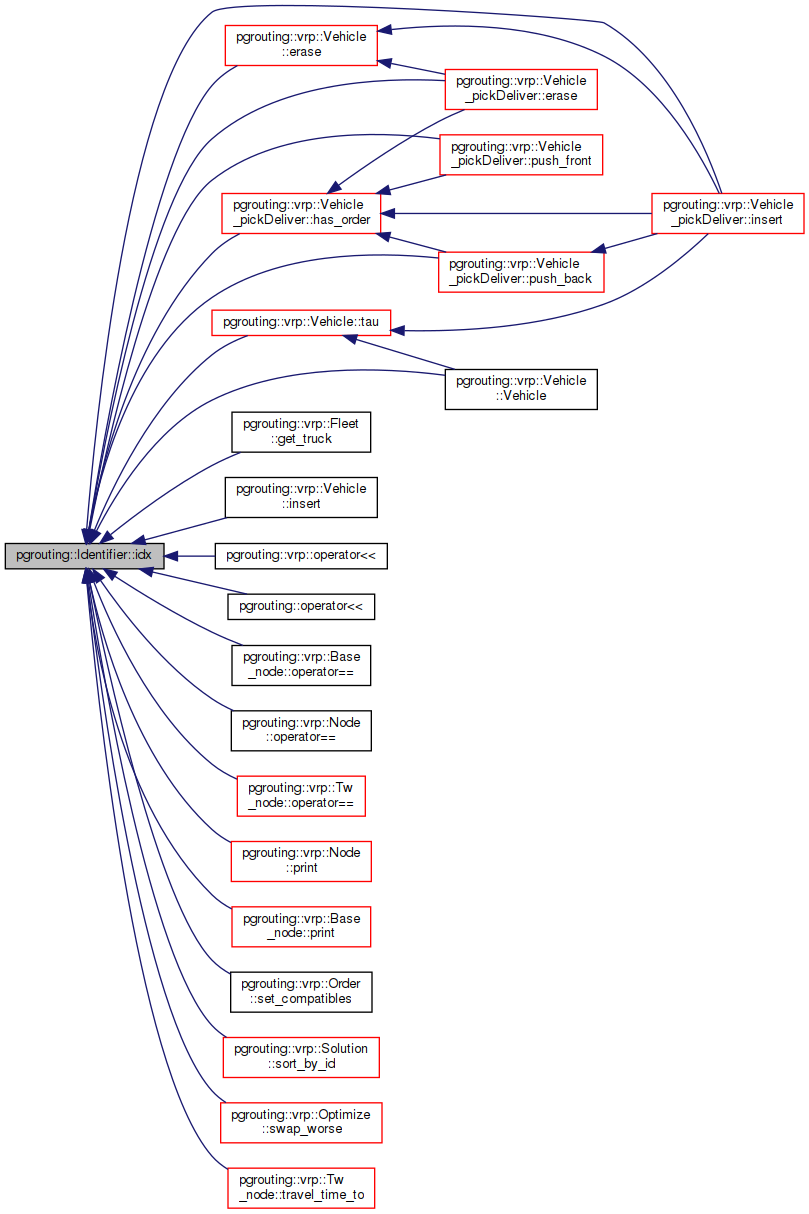 pgrouting::vrp::Vehicle
::erase
pgrouting::vrp::Vehicle
_pickDeliver::erase
pgrouting::vrp::Vehicle
_pickDeliver::push_front
pgrouting::vrp::Vehicle
_pickDeliver::has_order
pgrouting::vrp::Vehicle
_pickDeliver::insert
pgrouting::vrp::Vehicle
_pickDeliver::push_back
pgrouting::vrp::Vehicle::tau
pgrouting::vrp::Vehicle
::Vehicle
pgrouting::vrp::Fleet
::get_truck
pgrouting::vrp::Vehicle
::insert
pgrouting::Identifier::idx
pgrouting::vrp::operator<<
pgrouting::operator<<
pgrouting::vrp::Base
_node::operator==
pgrouting::vrp::Node
::operator==
pgrouting::vrp::Tw
_node::operator==
pgrouting::vrp::Node
::print
pgrouting::vrp::Base
_node::print
pgrouting::vrp::Order
::set_compatibles
pgrouting::vrp::Solution
::sort_by_id
pgrouting::vrp::Optimize
::swap_worse
pgrouting::vrp::Tw
_node::travel_time_to